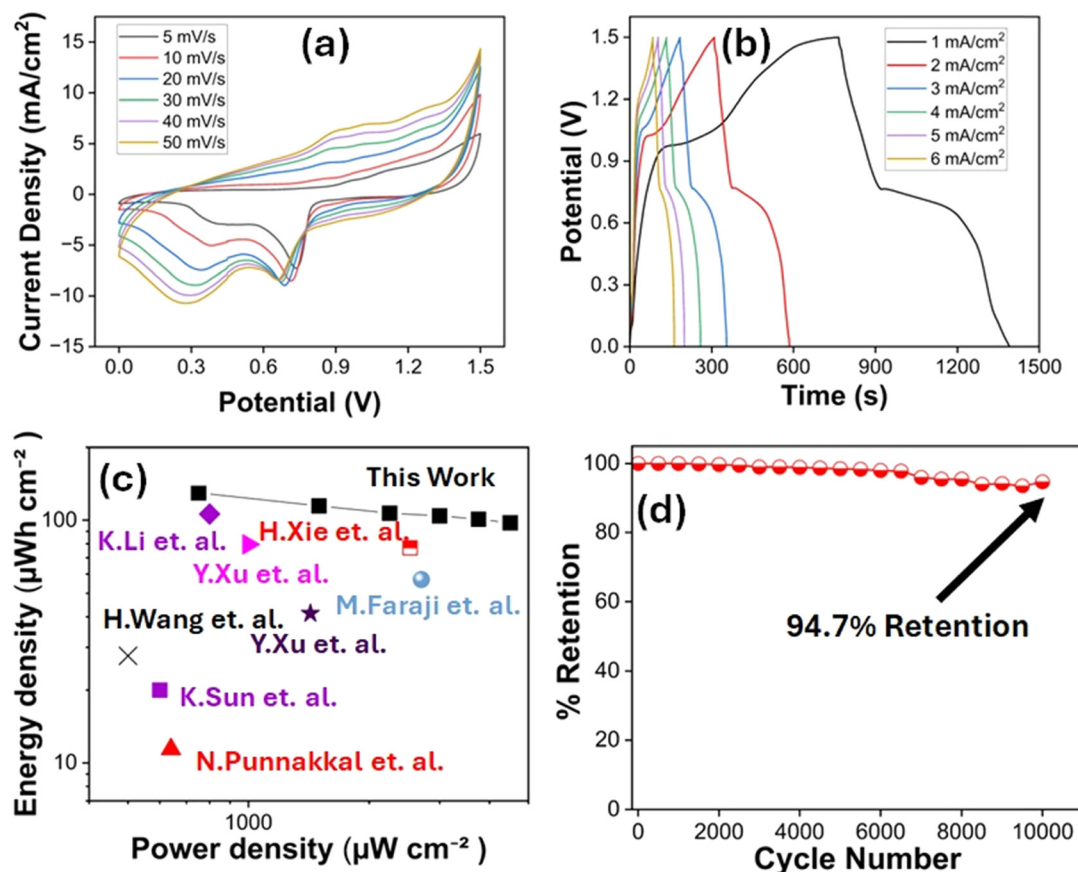 (a)
5 mV/s
10 mV/s
20 mV/s
30 mV/s
40 mV/s
50 mV/s
Current Density (mA/cm²)
15
10
5
0
−5
−10
−15
0.0 0.3 0.6 0.9 1.2 1.5
Potential (V)
(b)
1 mA/cm²
2 mA/cm²
3 mA/cm²
4 mA/cm²
5 mA/cm²
6 mA/cm²
Potential (V)
1.5
1.2
0.9
0.6
0.3
0.0
0 300 600 900 1200 1500
Time (s)
(c)
This Work
K.Li et. al.
H.Xie et. al.
Y.Xu et. al.
M.Faraji et. al.
H.Wang et. al.
Y.Xu et. al.
K.Sun et. al.
N.Punnakkal et. al.
Energy density (µWh cm⁻²)
100
10
1000
Power density (µW cm⁻² )
(d)
94.7% Retention
% Retention
100
80
60
40
20
0
0 2000 4000 6000 8000 10000
Cycle Number